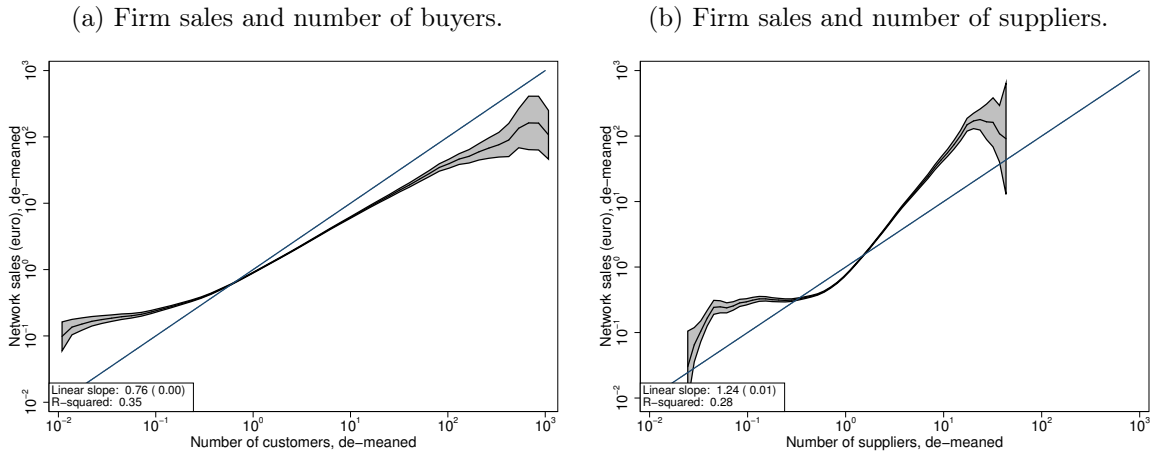 (a) Firm sales and number of buyers.
Network sales (euro), de−meaned
10³
10²
10¹
10⁰
10⁻¹
10⁻²
Linear slope: 0.76 ( 0.00)
R−squared: 0.35
10⁻² 10⁻¹ 10⁰ 10¹ 10² 10³
Number of customers, de−meaned
(b) Firm sales and number of suppliers.
Network sales (euro), de−meaned
10³
10²
10¹
10⁰
10⁻¹
10⁻²
Linear slope: 1.24 ( 0.01)
R−squared: 0.28
10⁻² 10⁻¹ 10⁰ 10¹ 10² 10³
Number of suppliers, de−meaned